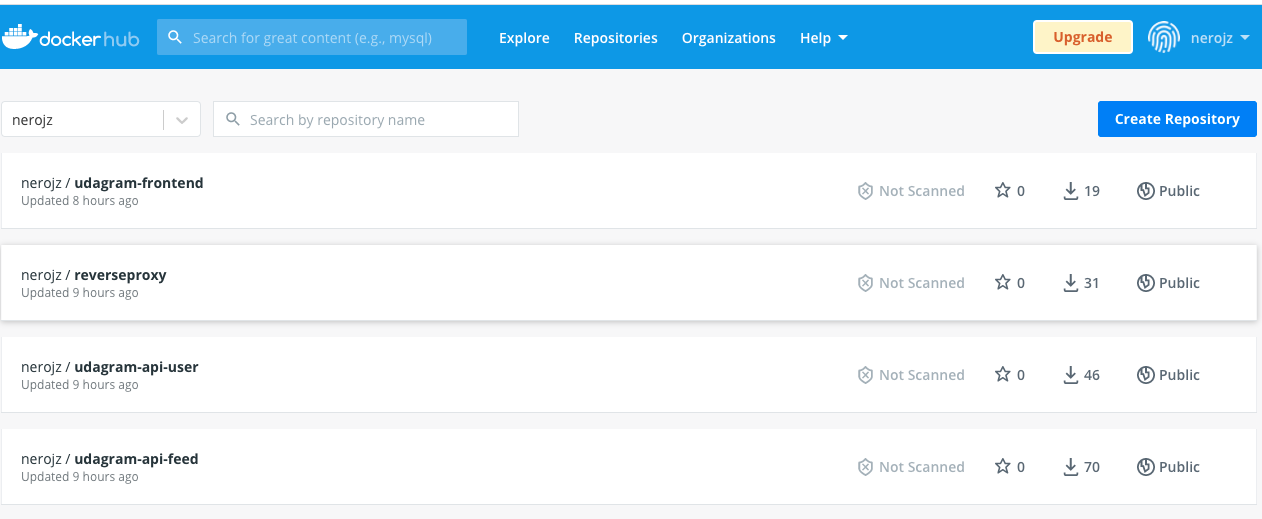 docker hub Search for great content (e.g., mysql) Explore Repositories Organizations Help Upgrade nerojz
nerojz Search by repository name Create Repository
nerojz / udagram-frontend Not Scanned 0 19 Public
Updated 8 hours ago
nerojz / reverseproxy Not Scanned 0 31 Public
Updated 9 hours ago
nerojz / udagram-api-user Not Scanned 0 46 Public
Updated 9 hours ago
nerojz / udagram-api-feed Not Scanned 0 70 Public
Updated 9 hours ago